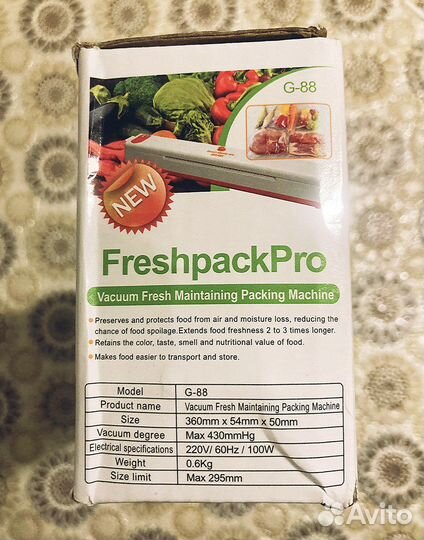 G-88
NEW
FreshpackPro
Vacuum Fresh Maintaining Packing Machine
Preserves and protects food from air and moisture loss, reducing the
chance of food spoilage.Extends food freshness 2 to 3 times longer.
Retains the color, taste, smell and nutritional value of food.
Makes food easier to transport and store.
Model G-88
Product name Vacuum Fresh Maintaining Packing Machine
Size 360mm x 54mm x 50mm
Vacuum degree Max 430mmHg
Electrical specifications 220V/ 60Hz / 100W
Weight 0.6Kg
Size limit Max 295mm
Avito